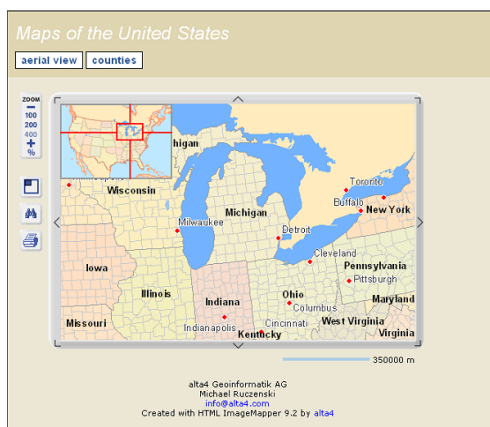 Maps of the United States
aerial view counties
ZOOM
100
200
400
+
%
higan
Wisconsin
Toronto
Buffalo
New York
Michigan
Milwaukee
Detroit
Cleveland
Iowa
Pennsylvania
Pittsburgh
Illinois
Indiana
Ohio
Maryland
Columbus
Missouri
Indianapolis
Cincinnati
West Virginia
Kentucky
Virginia
350000 m
alta4 Geoinformatik AG
Michael Ruczenski
info@alta4.com
Created with HTML ImageMapper 9.2 by alta4